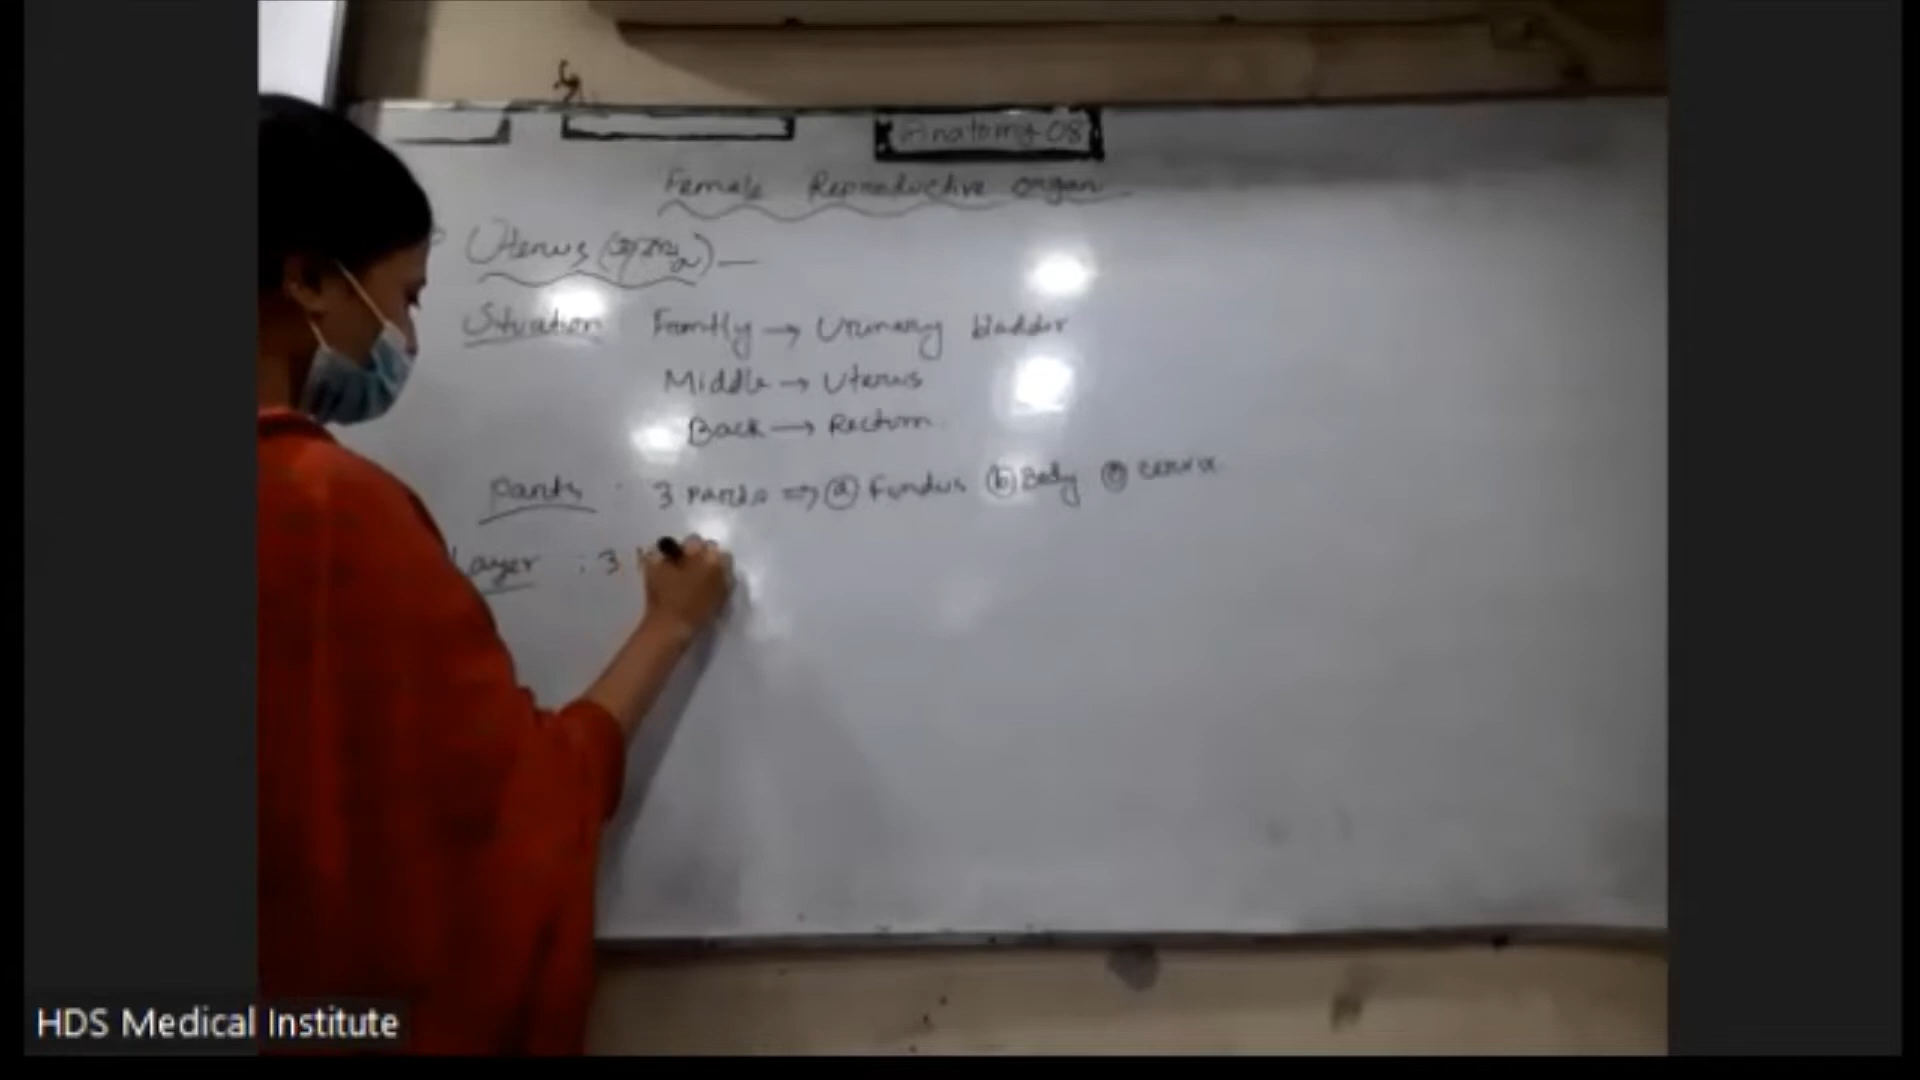 Anatomy-08
Female Reproductive organ
Uterus
Situation Frontly → Urinary bladder
Middle → Uterus
Back → Rectum
Parts : 3 Parts ⇒ (a) Fundus (b) Body (c) cervix
Layer : 3
HDS Medical Institute